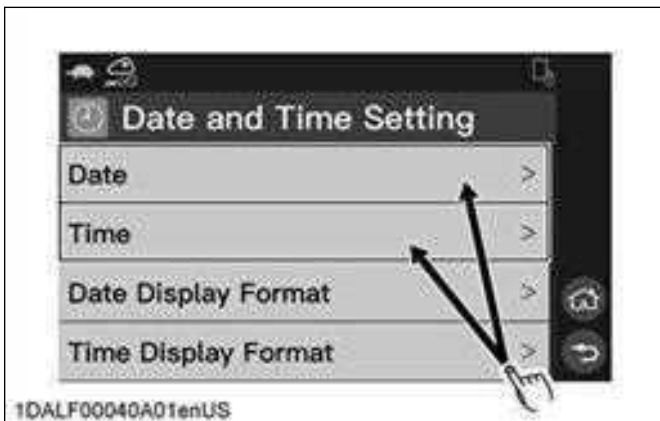 Date and Time Setting
Date >
Time >
Date Display Format >
Time Display Format >
1DALF00040A01enUS